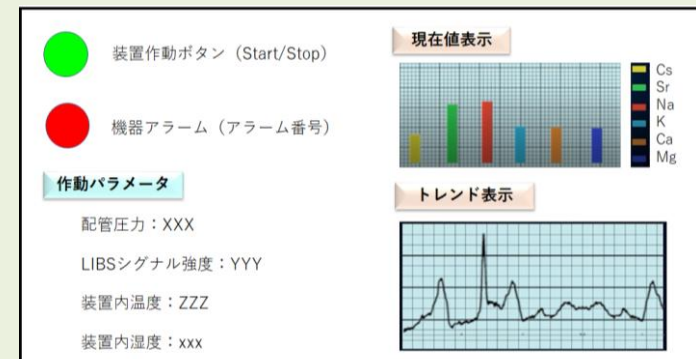 装置作動ボタン（Start/Stop）
機器アラーム（アラーム番号）
作動パラメータ
配管圧力：XXX
LIBSシグナル強度：YYY
装置内温度：ZZZ
装置内湿度：xxx
現在値表示
Cs
Sr
Na
K
Ca
Mg
トレンド表示